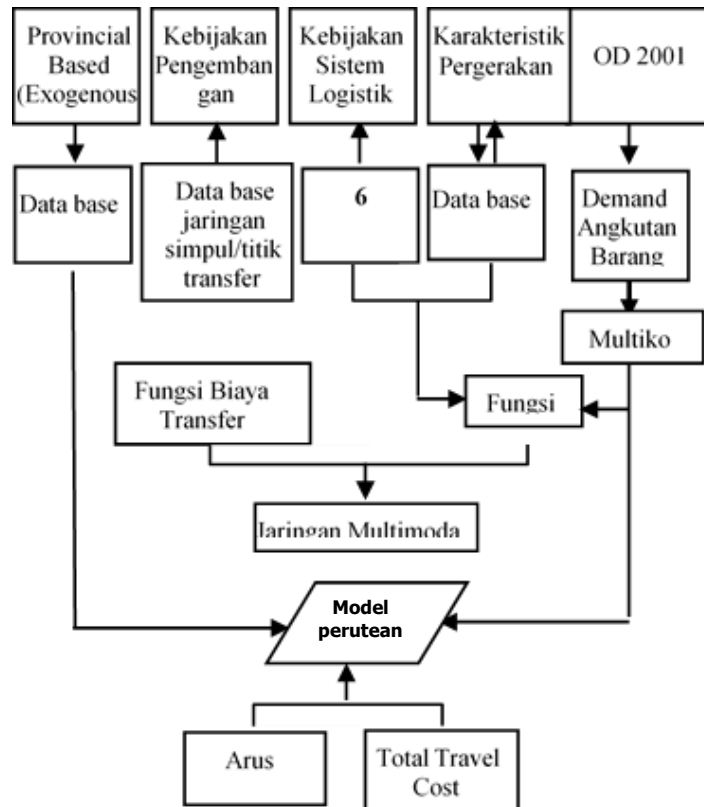 Provincial
Based
(Exogenous
Kebijakan
Pengemba
ngan
Kebijakan
Sistem
Logistik
Karakteristik
Pergerakan
OD 2001
Data base
Data base
jaringan
simpul/titik
transfer
6
Data base
Demand
Angkutan
Barang
Multiko
Fungsi Biaya
Transfer
Fungsi
Jaringan Multimoda
Model
perutean
Arus
Total Travel
Cost